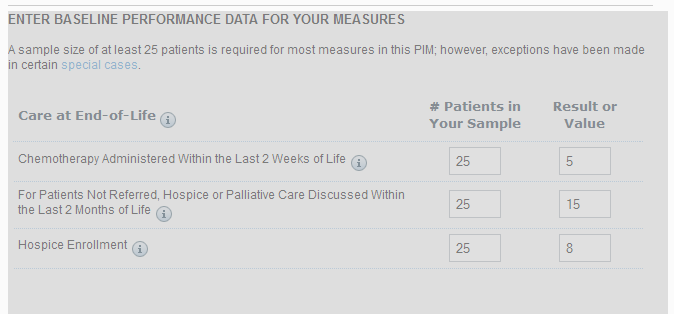 ENTER BASELINE PERFORMANCE DATA FOR YOUR MEASURES
A sample size of at least 25 patients is required for most measures in this PIM; however, exceptions have been made
in certain special cases.
Care at End-of-Life i
# Patients in
Your Sample
Result or
Value
Chemotherapy Administered Within the Last 2 Weeks of Life i 25 5
For Patients Not Referred, Hospice or Palliative Care Discussed Within
the Last 2 Months of Life i 25 15
Hospice Enrollment i 25 8